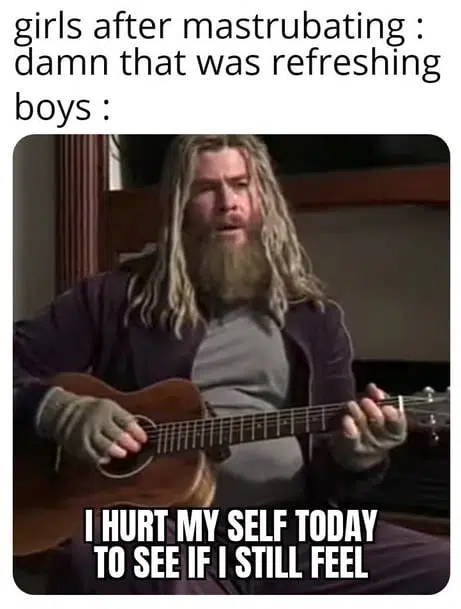 girls after mastrubating :
damn that was refreshing
boys :
I HURT MY SELF TODAY
TO SEE IF I STILL FEEL